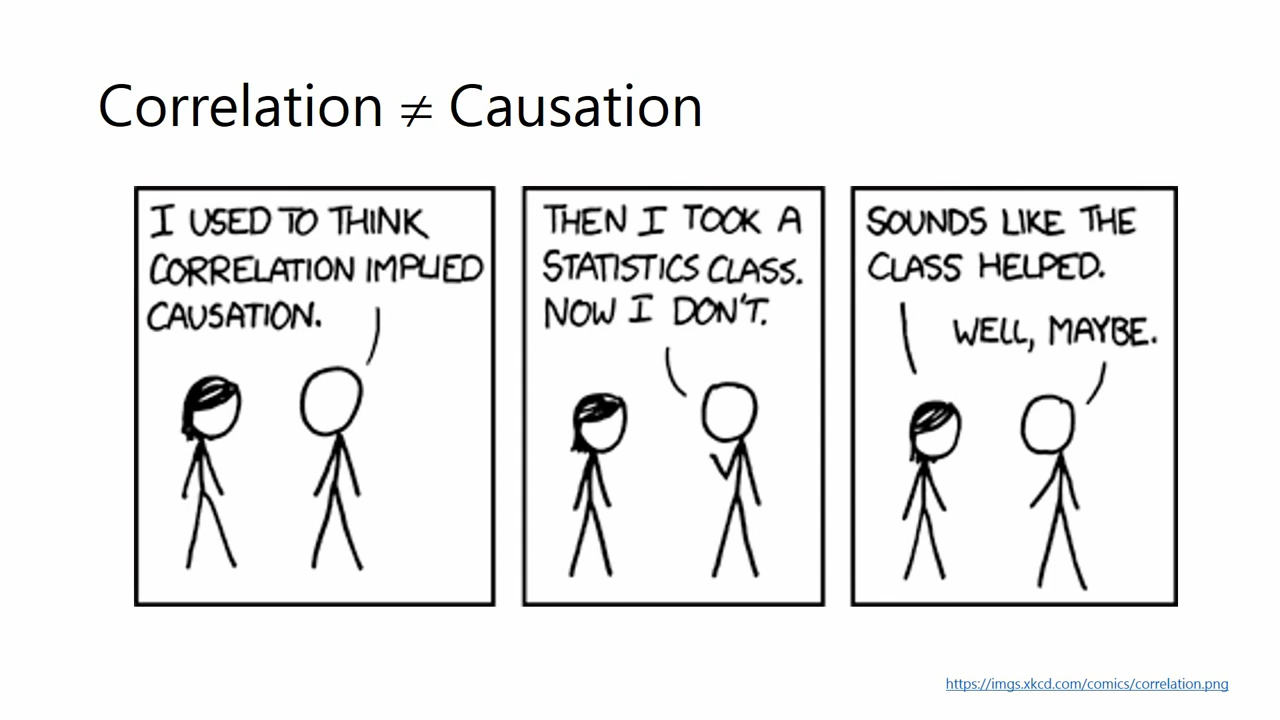 Correlation ≠ Causation
I USED TO THINK
CORRELATION IMPLIED
CAUSATION.
THEN I TOOK A
STATISTICS CLASS.
NOW I DON'T.
SOUNDS LIKE THE
CLASS HELPED.
WELL, MAYBE.
https://imgs.xkcd.com/comics/correlation.png